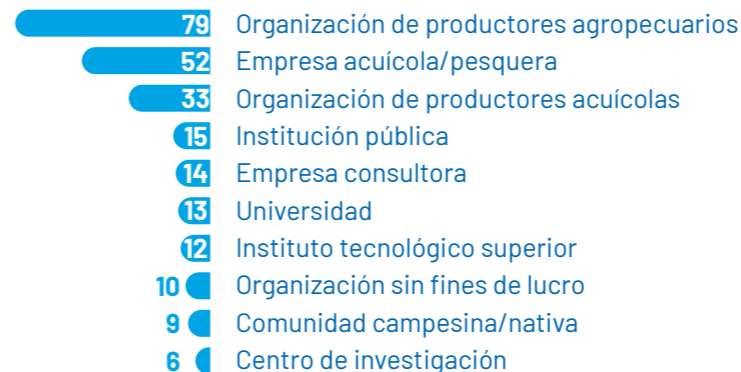 79 Organización de productores agropecuarios
52 Empresa acuícola/pesquera
33 Organización de productores acuícolas
15 Institución pública
14 Empresa consultora
13 Universidad
12 Instituto tecnológico superior
10 Organización sin fines de lucro
9 Comunidad campesina/nativa
6 Centro de investigación